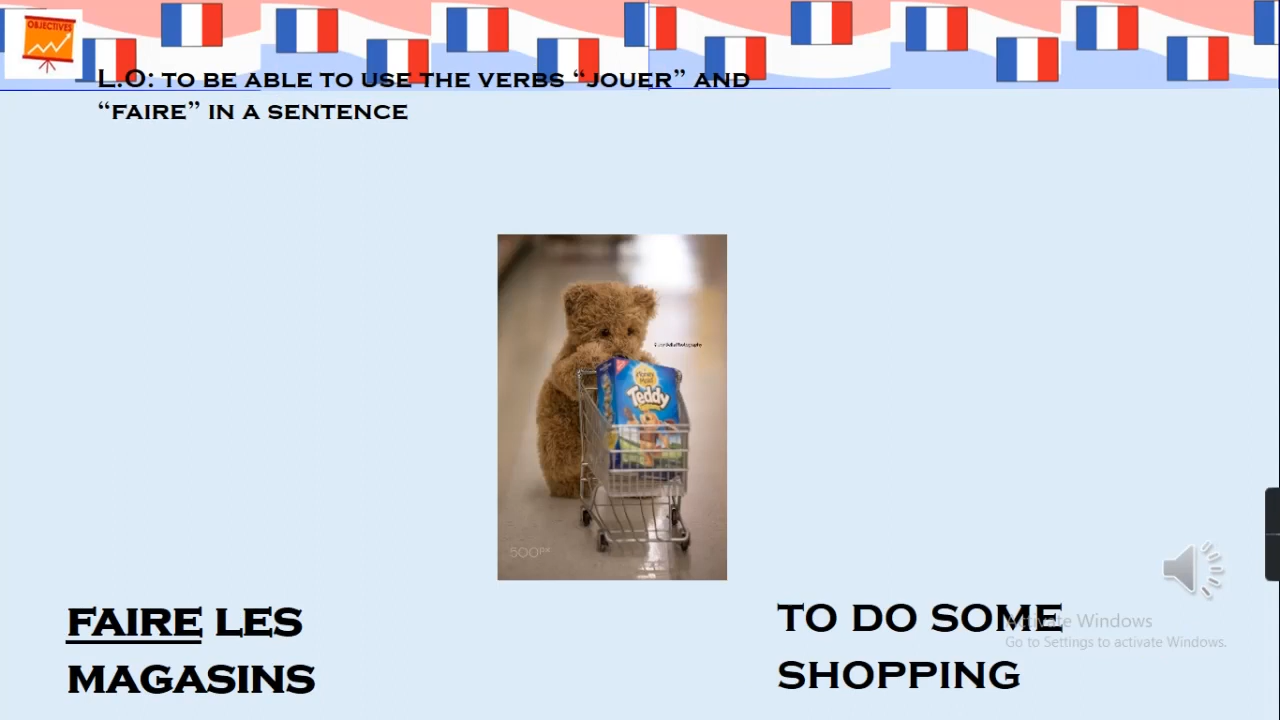 OBJECTIVES
L.O: TO BE ABLE TO USE THE VERBS “JOUER” AND
“FAIRE” IN A SENTENCE
Teddy
500px
FAIRE LES
MAGASINS
TO DO SOME
SHOPPING
Activate Windows
Go to Settings to activate Windows.